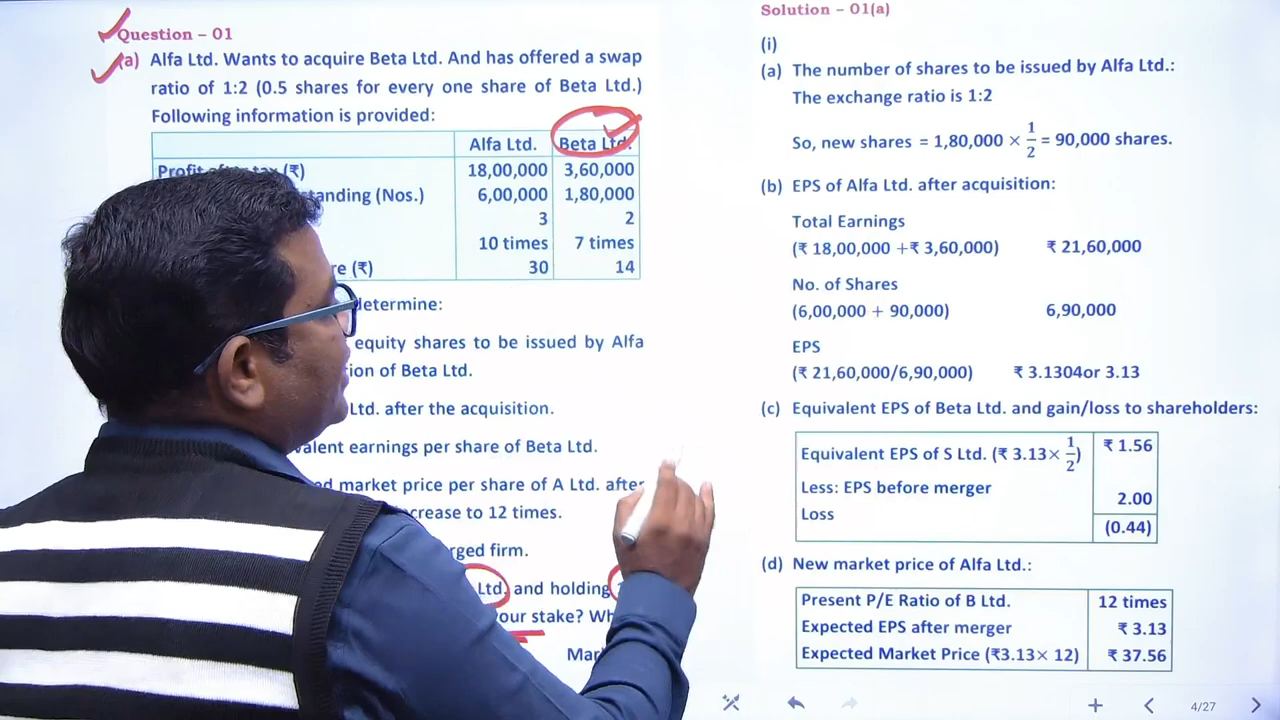 Question – 01
(a) Alfa Ltd. Wants to acquire Beta Ltd. And has offered a swap
ratio of 1:2 (0.5 shares for every one share of Beta Ltd.)
Following information is provided:
Alfa Ltd. Beta Ltd.
Profit after tax (₹) 18,00,000 3,60,000
tanding (Nos.) 6,00,000 1,80,000
3 2
10 times 7 times
re (₹) 30 14
determine:
equity shares to be issued by Alfa
ion of Beta Ltd.
Ltd. after the acquisition.
valent earnings per share of Beta Ltd.
d market price per share of A Ltd. after
crease to 12 times.
rged firm.
Ltd. and holding
your stake?
Solution – 01(a)
(i)
(a) The number of shares to be issued by Alfa Ltd.:
The exchange ratio is 1:2
So, new shares = 1,80,000 × 1/2 = 90,000 shares.
(b) EPS of Alfa Ltd. after acquisition:
Total Earnings
(₹ 18,00,000 +₹ 3,60,000) ₹ 21,60,000
No. of Shares
(6,00,000 + 90,000) 6,90,000
EPS
(₹ 21,60,000/6,90,000) ₹ 3.1304or 3.13
(c) Equivalent EPS of Beta Ltd. and gain/loss to shareholders:
Equivalent EPS of S Ltd. (₹ 3.13× 1/2) ₹ 1.56
Less: EPS before merger 2.00
Loss (0.44)
(d) New market price of Alfa Ltd.:
Present P/E Ratio of B Ltd. 12 times
Expected EPS after merger ₹ 3.13
Expected Market Price (₹3.13× 12) ₹ 37.56
4/27